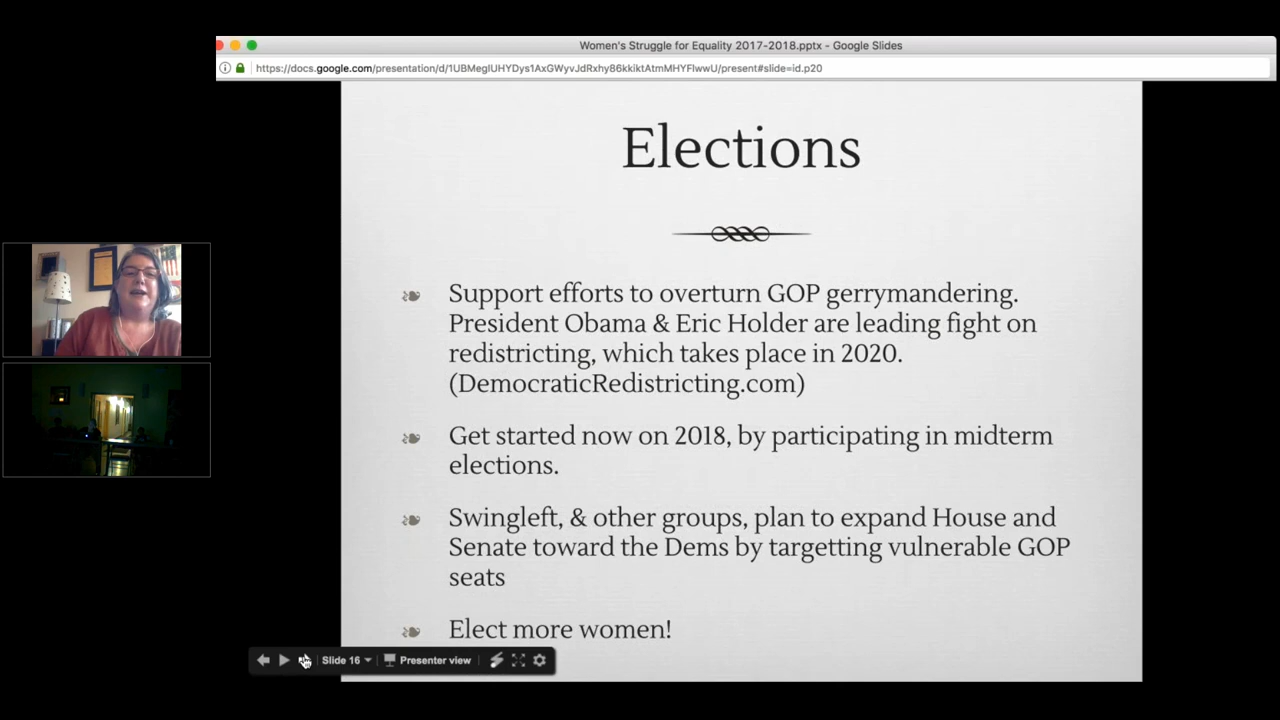 Women's Struggle for Equality 2017-2018.pptx - Google Slides
https://docs.google.com/presentation/d/1UBMeglUHYDys1AxGWyvJdRxhy86kkiktAtmMHYFlwwU/present#slide=id.p20
Elections
Support efforts to overturn GOP gerrymandering.
President Obama & Eric Holder are leading fight on
redistricting, which takes place in 2020.
(DemocraticRedistricting.com)
Get started now on 2018, by participating in midterm
elections.
Swingleft, & other groups, plan to expand House and
Senate toward the Dems by targetting vulnerable GOP
seats
Elect more women!
Slide 16
Presenter view